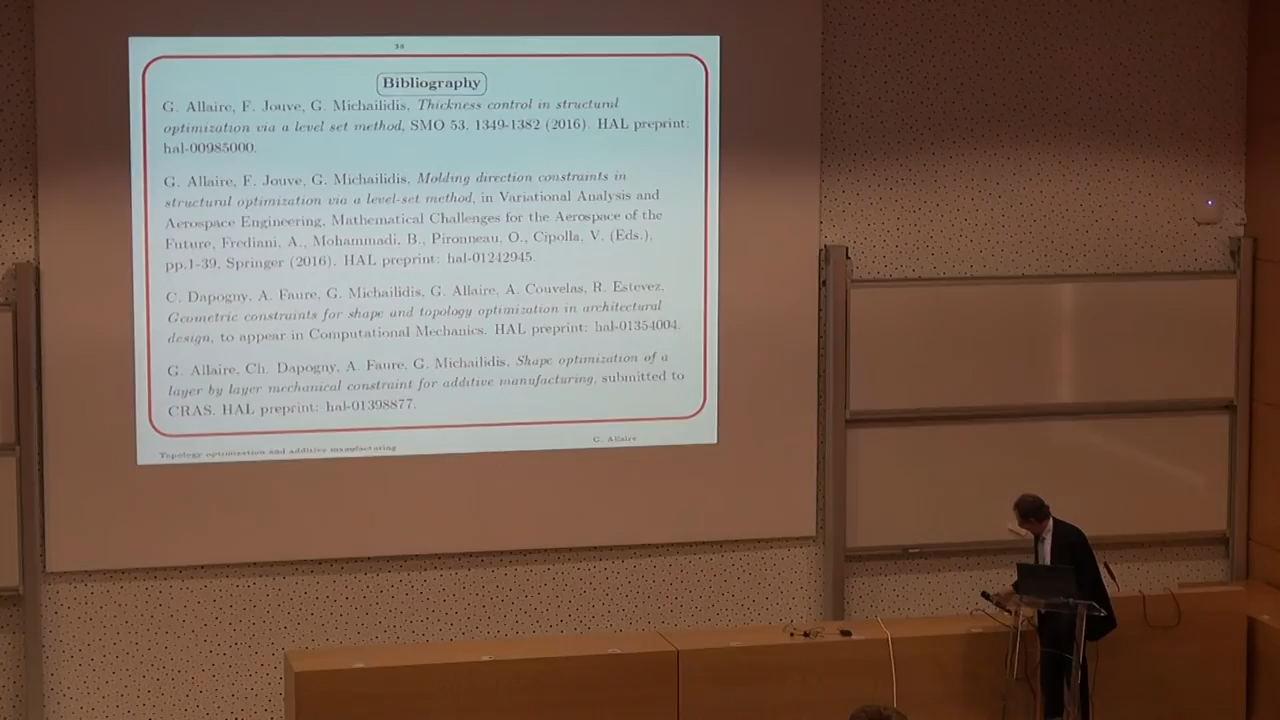 39
Bibliography
G. Allaire, F. Jouve, G. Michailidis, Thickness control in structural
optimization via a level set method, SMO 53, 1349-1382 (2016). HAL preprint:
hal-00985000.
G. Allaire, F. Jouve, G. Michailidis, Molding direction constraints in
structural optimization via a level-set method, in Variational Analysis and
Aerospace Engineering, Mathematical Challenges for the Aerospace of the
Future, Frediani, A., Mohammadi, B., Pironneau, O., Cipolla, V. (Eds.),
pp.1-39, Springer (2016). HAL preprint: hal-01242945.
C. Dapogny, A. Faure, G. Michailidis, G. Allaire, A. Couvelas, R. Estevez,
Geometric constraints for shape and topology optimization in architectural
design, to appear in Computational Mechanics. HAL preprint: hal-01354004.
G. Allaire, Ch. Dapogny, A. Faure, G. Michailidis, Shape optimization of a
layer by layer mechanical constraint for additive manufacturing, submitted to
CRAS. HAL preprint: hal-01398877.
Topology optimization and additive manufacturing
G. Allaire